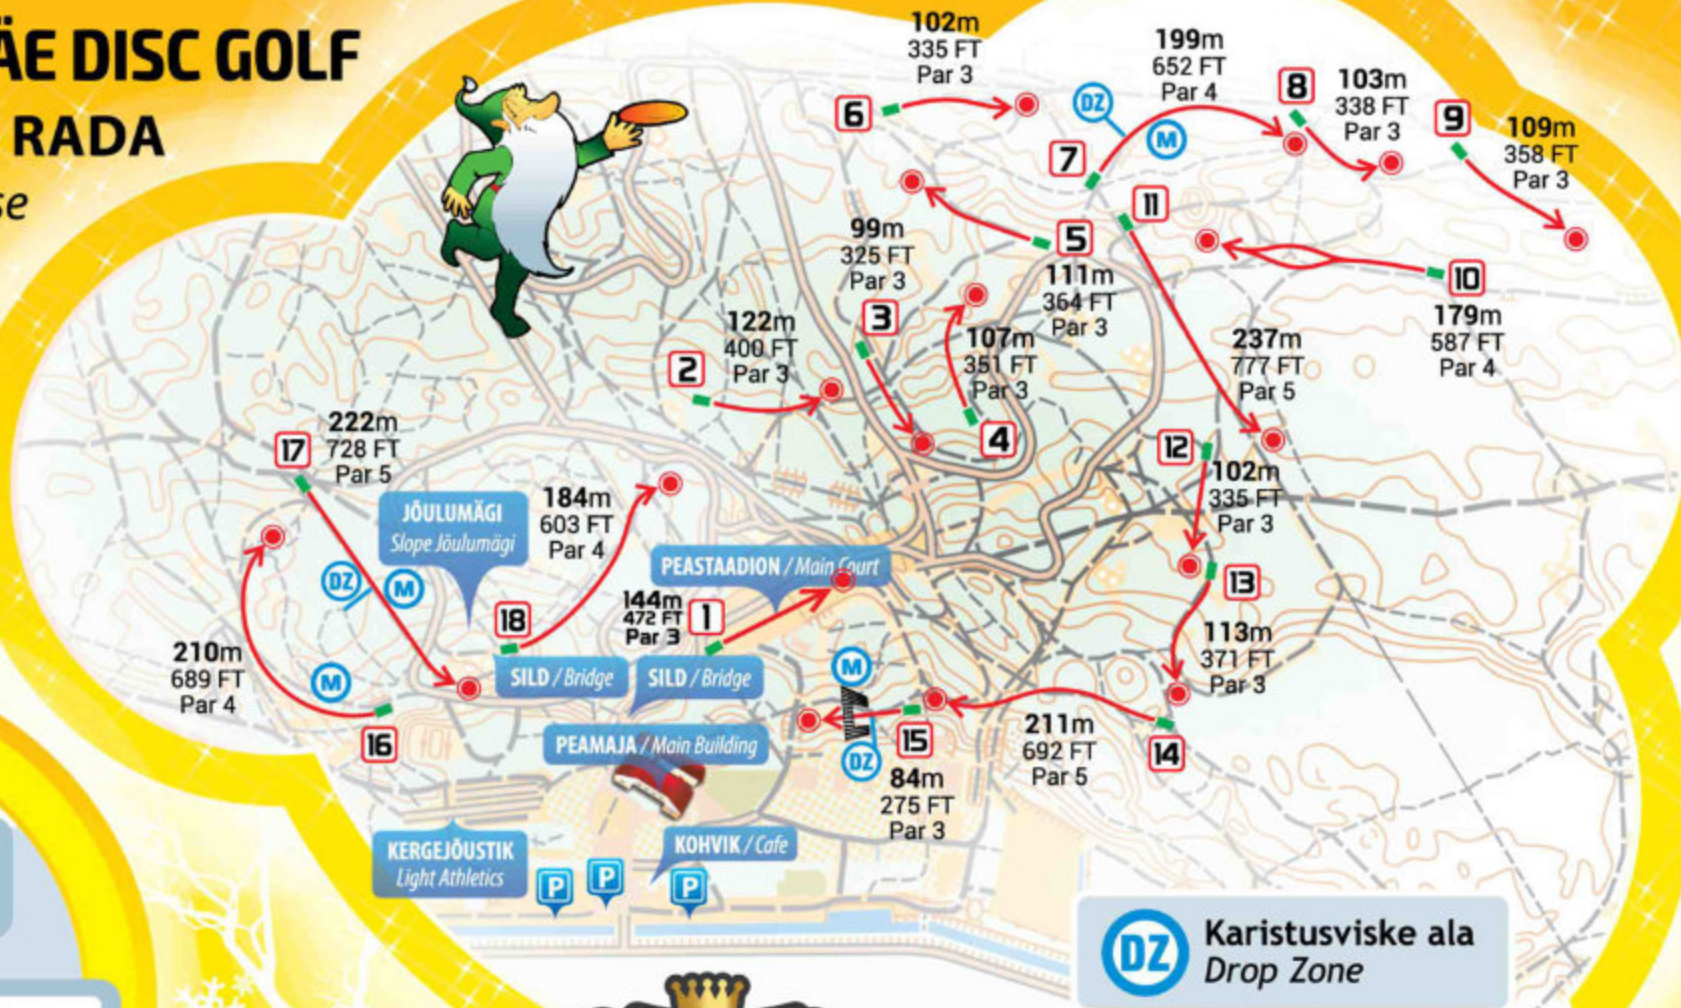 ÄE DISC GOLF
RADA
se
102m
335 FT
Par 3
6
DZ
199m
652 FT
Par 4
M
7
8
103m
338 FT
Par 3
9
109m
358 FT
Par 3
11
5
111m
364 FT
Par 3
10
179m
587 FT
Par 4
99m
325 FT
Par 3
3
107m
351 FT
Par 3
4
122m
400 FT
Par 3
2
237m
777 FT
Par 5
12
102m
335 FT
Par 3
13
113m
371 FT
Par 3
17
222m
728 FT
Par 5
JÕULUMÄGI
Slope Jõulumägi
184m
603 FT
Par 4
PEASTAADION / Main Court
DZ
M
18
144m
472 FT
Par 3
1
210m
689 FT
Par 4
M
16
SILD / Bridge
SILD / Bridge
PEAMAJA / Main Building
M
DZ
15
84m
275 FT
Par 3
211m
692 FT
Par 5
14
KERGEJÕUSTIK
Light Athletics
KOHVIK / Cafe
P
P
P
DZ
Karistusviske ala
Drop Zone